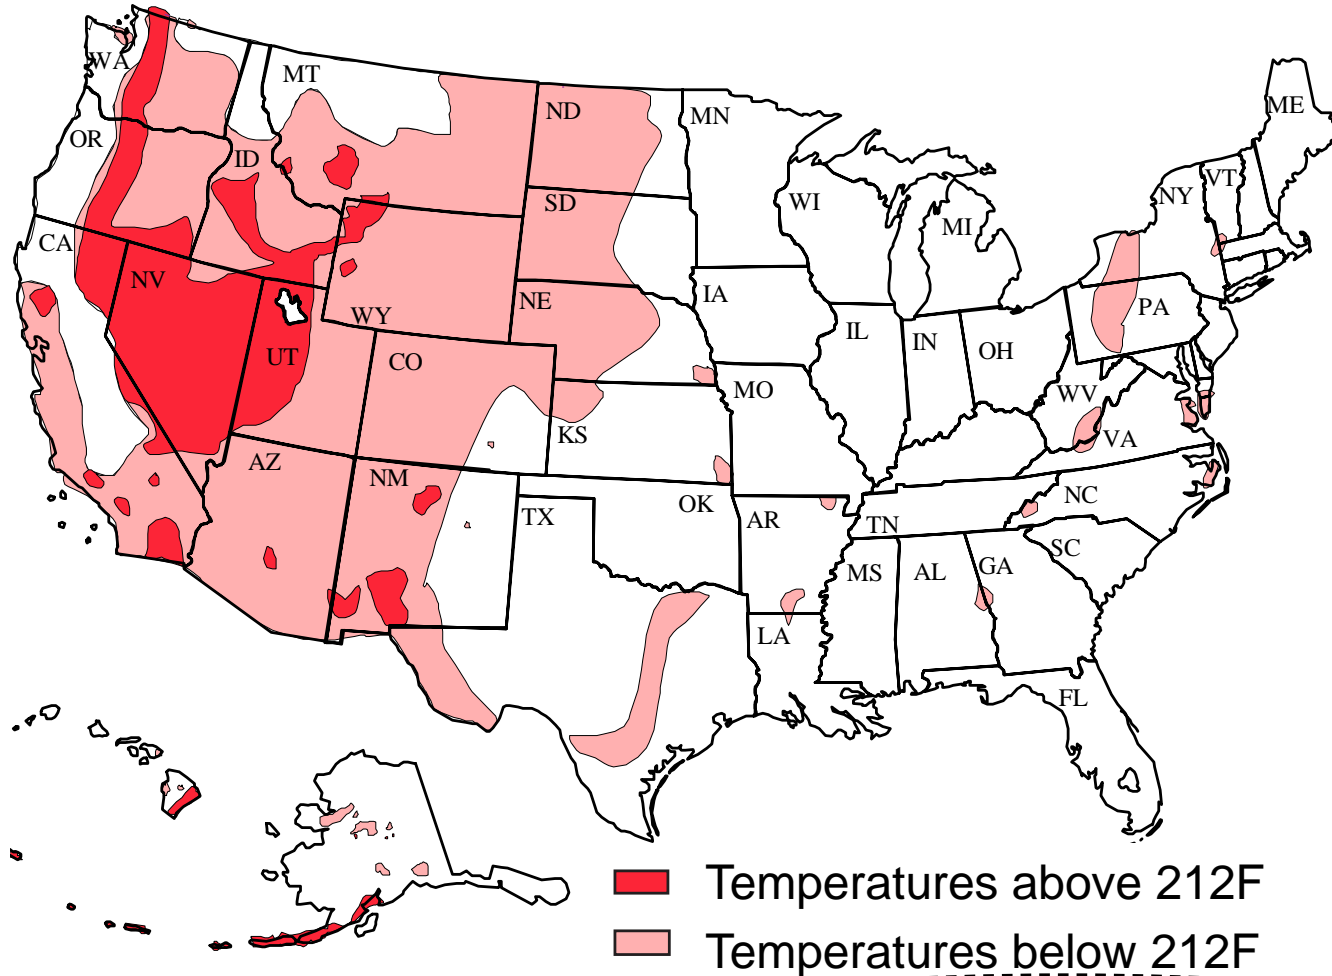 WA
MT
ND
MN
ME
OR
ID
SD
WI
MI
NY
VT
CA
NV
WY
NE
IA
PA
UT
CO
IL
IN
OH
MO
WV
AZ
NM
KS
VA
TX
OK
AR
TN
NC
SC
MS
AL
GA
LA
FL
Temperatures above 212F
Temperatures below 212F